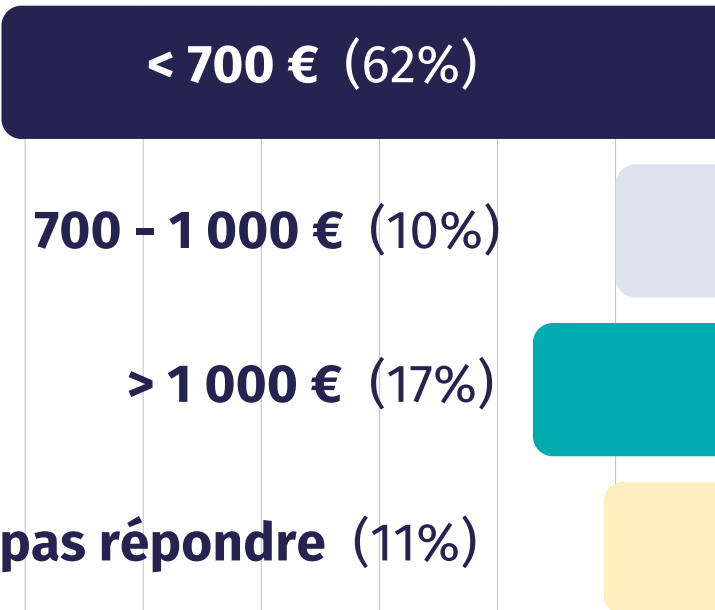 < 700 € (62%)
700 - 1 000 € (10%)
> 1 000 € (17%)
pas répondre (11%)